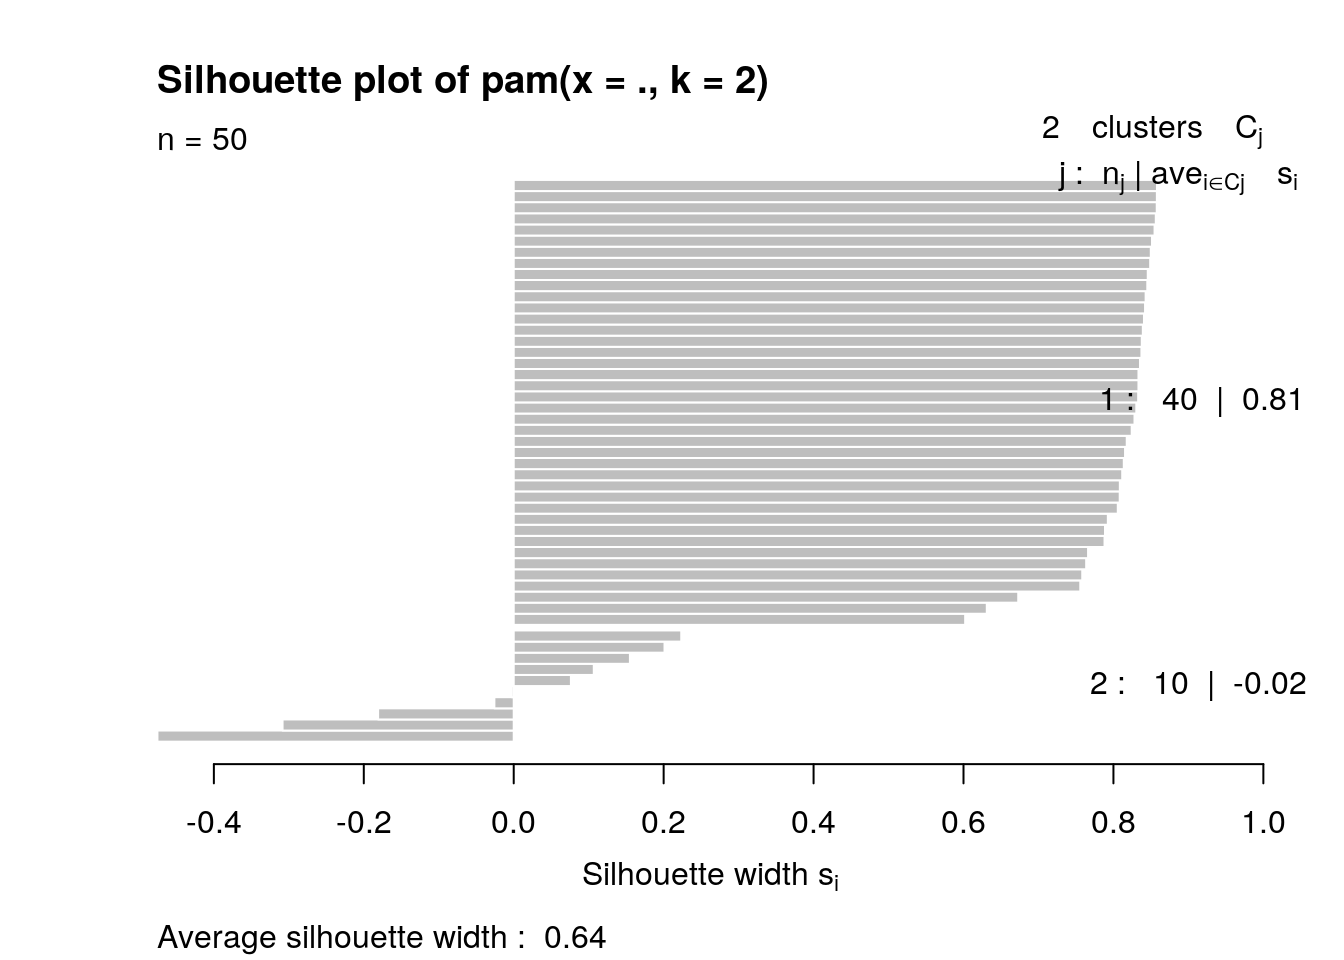 Silhouette plot of pam(x = ., k = 2)
n = 50
2 clusters Cj
j : nj | avei∈Cj si
1 : 40 | 0.81
2 : 10 | -0.02
-0.4 -0.2 0.0 0.2 0.4 0.6 0.8 1.0
Silhouette width si
Average silhouette width : 0.64